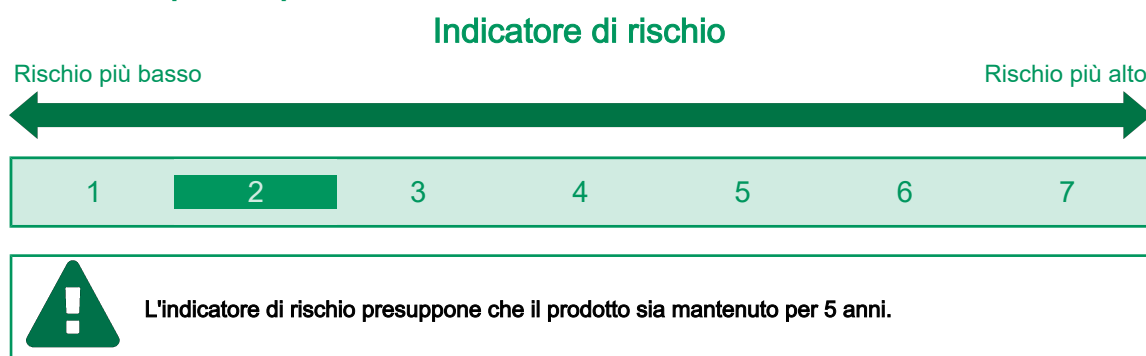 Indicatore di rischio
Rischio più basso Rischio più alto
1 2 3 4 5 6 7
!
L'indicatore di rischio presuppone che il prodotto sia mantenuto per 5 anni.